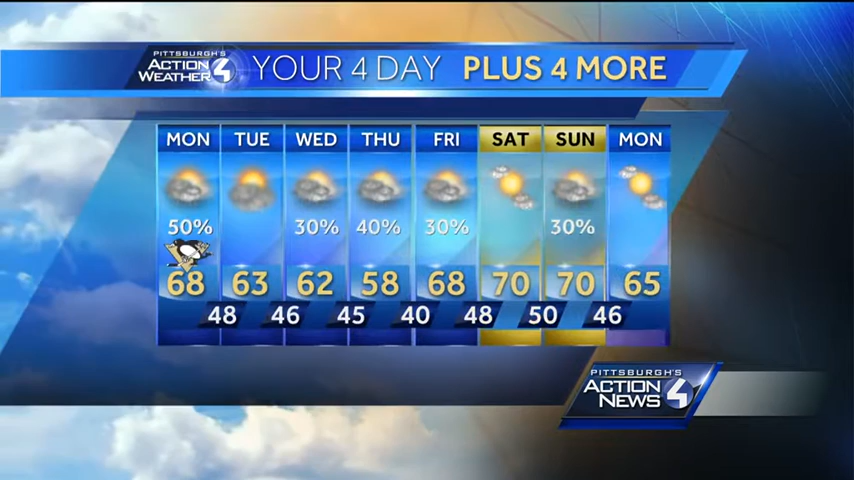 PITTSBURGH'S
ACTION
WEATHER 4
YOUR 4 DAY PLUS 4 MORE
MON TUE WED THU FRI SAT SUN MON
50% 30% 40% 30% 30%
68 63 62 58 68 70 70 65
48 46 45 40 48 50 46
PITTSBURGH'S
ACTION
NEWS 4